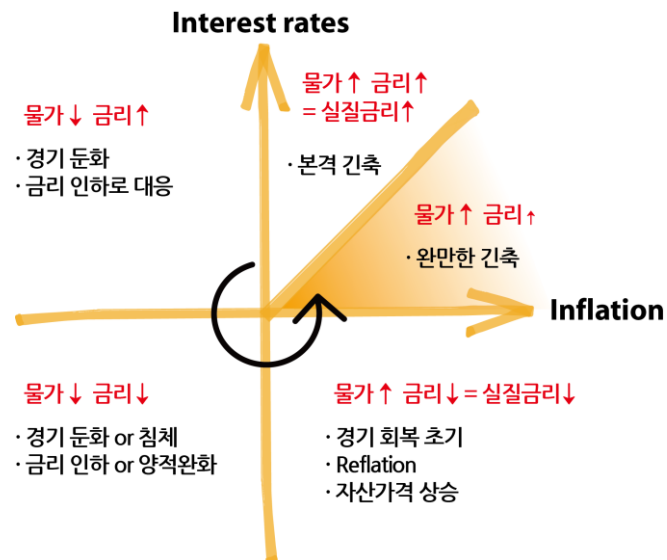 Interest rates
물가↓ 금리↑
· 경기 둔화
· 금리 인하로 대응
물가↑ 금리↑
= 실질금리↑
· 본격 긴축
물가↑ 금리↑
· 완만한 긴축
Inflation
물가↓ 금리↓
· 경기 둔화 or 침체
· 금리 인하 or 양적완화
물가↑ 금리↓= 실질금리↓
· 경기 회복 초기
· Reflation
· 자산가격 상승